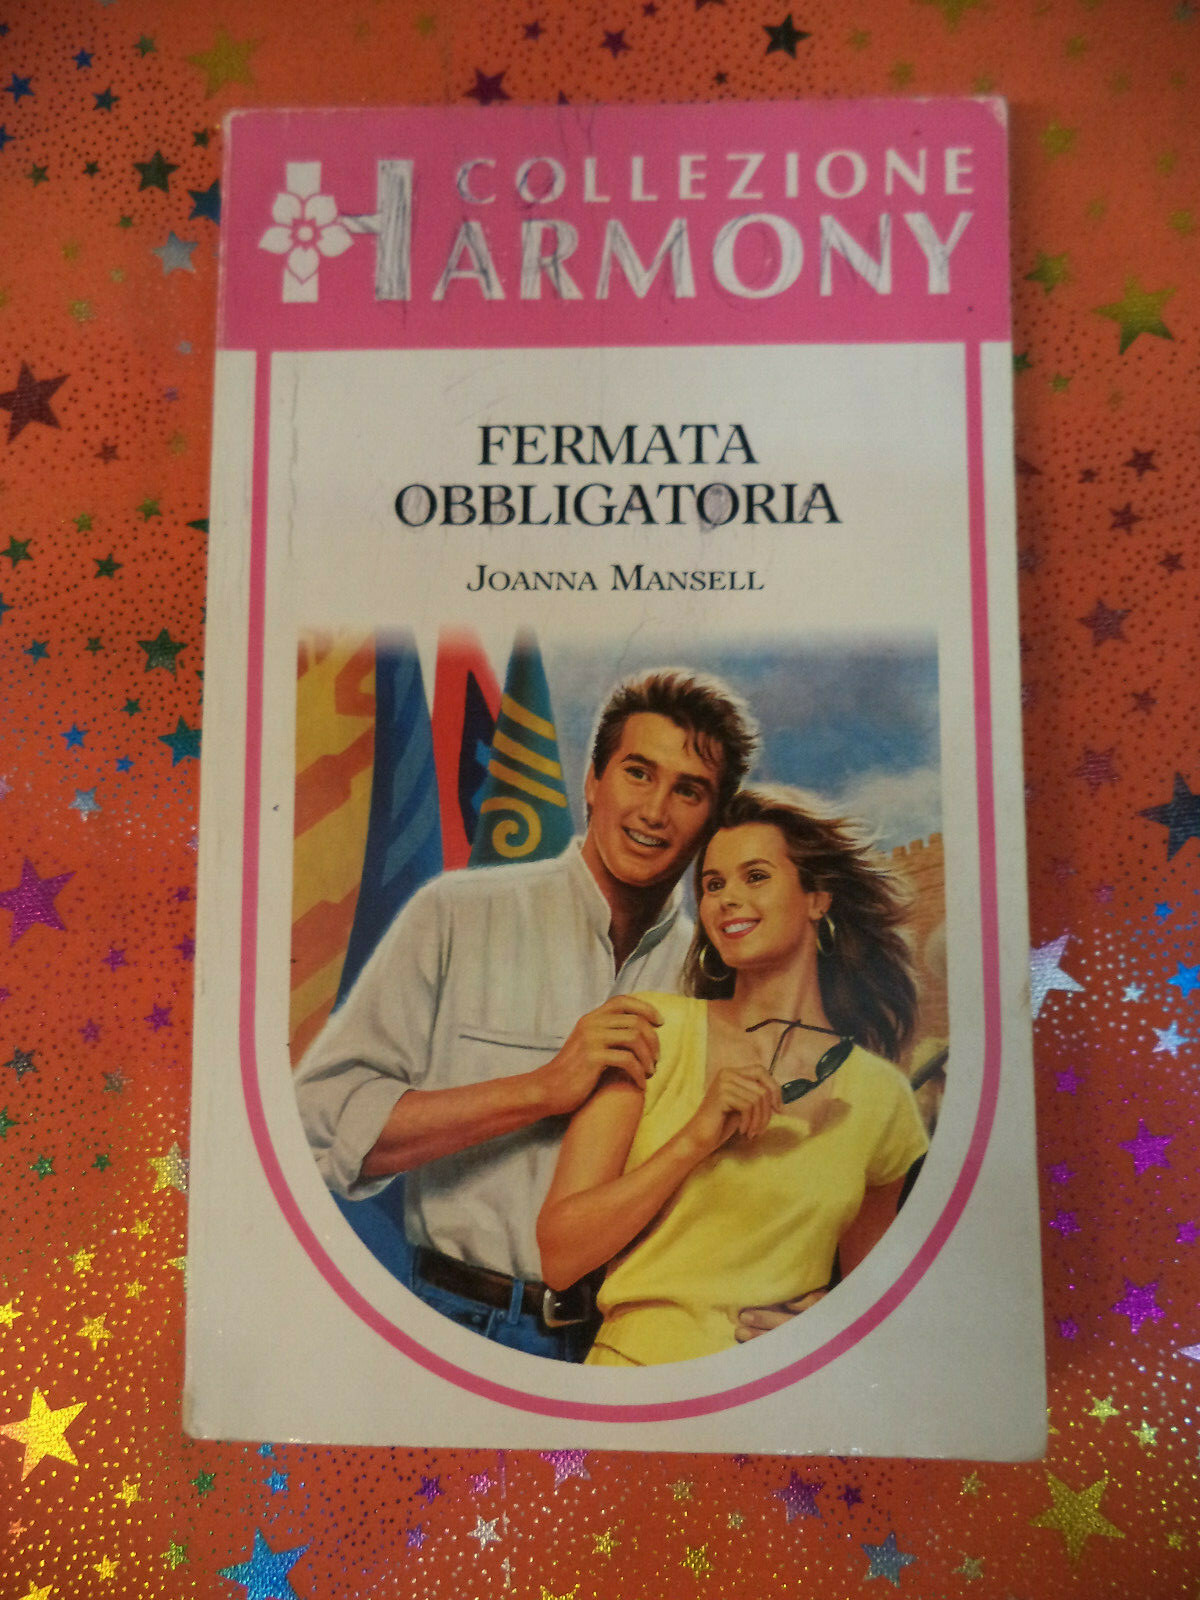 COLLEZIONE
HARMONY
FERMATA
OBBLIGATORIA
JOANNA MANSELL